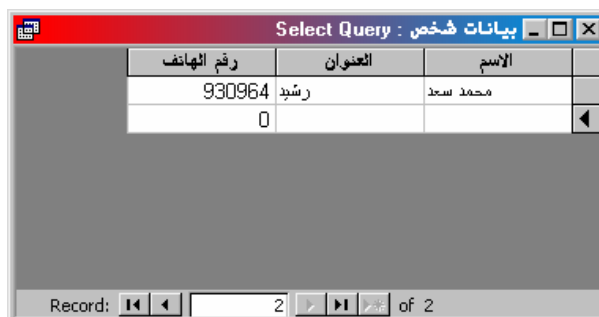 بيانات شخص : Select Query
الاسم العنوان رقم الهاتف
محمد سعد رشيد 930964
0
Record: 2 of 2